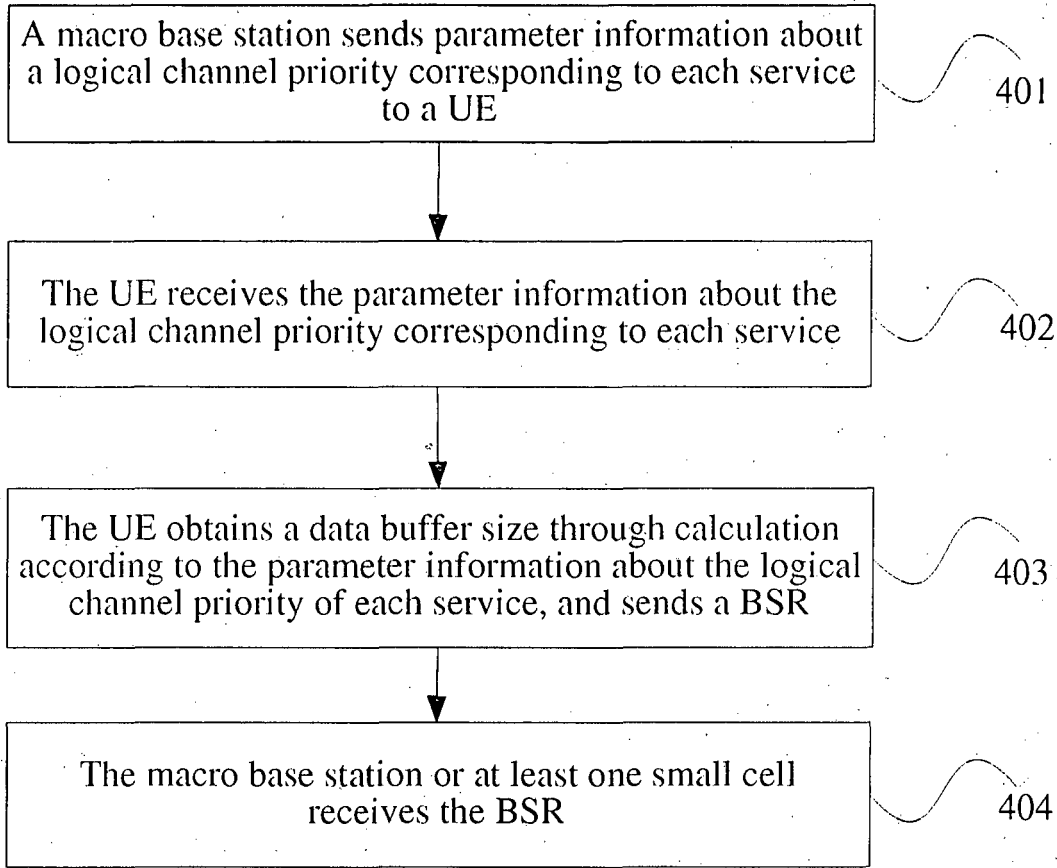 A macro base station sends parameter information about
a logical channel priority corresponding to each service
to a UE
401
The UE receives the parameter information about the
logical channel priority corresponding to each service
402
The UE obtains a data buffer size through calculation
according to the parameter information about the logical
channel priority of each service, and sends a BSR
403
The macro base station or at least one small cell
receives the BSR
404